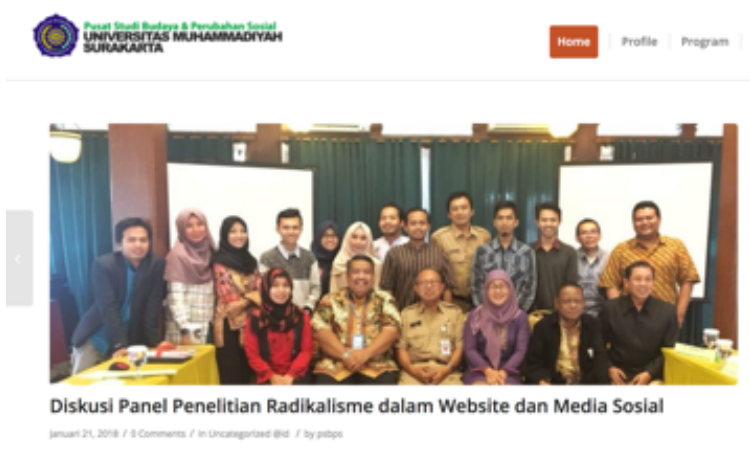 Pusat Studi Budaya & Perubahan Sosial
UNIVERSITAS MUHAMMADIYAH
SURAKARTA
Home
Profile
Program
Diskusi Panel Penelitian Radikalisme dalam Website dan Media Sosial
Januari 21, 2018 / 0 Comments / in Uncategorized @id / by psbps